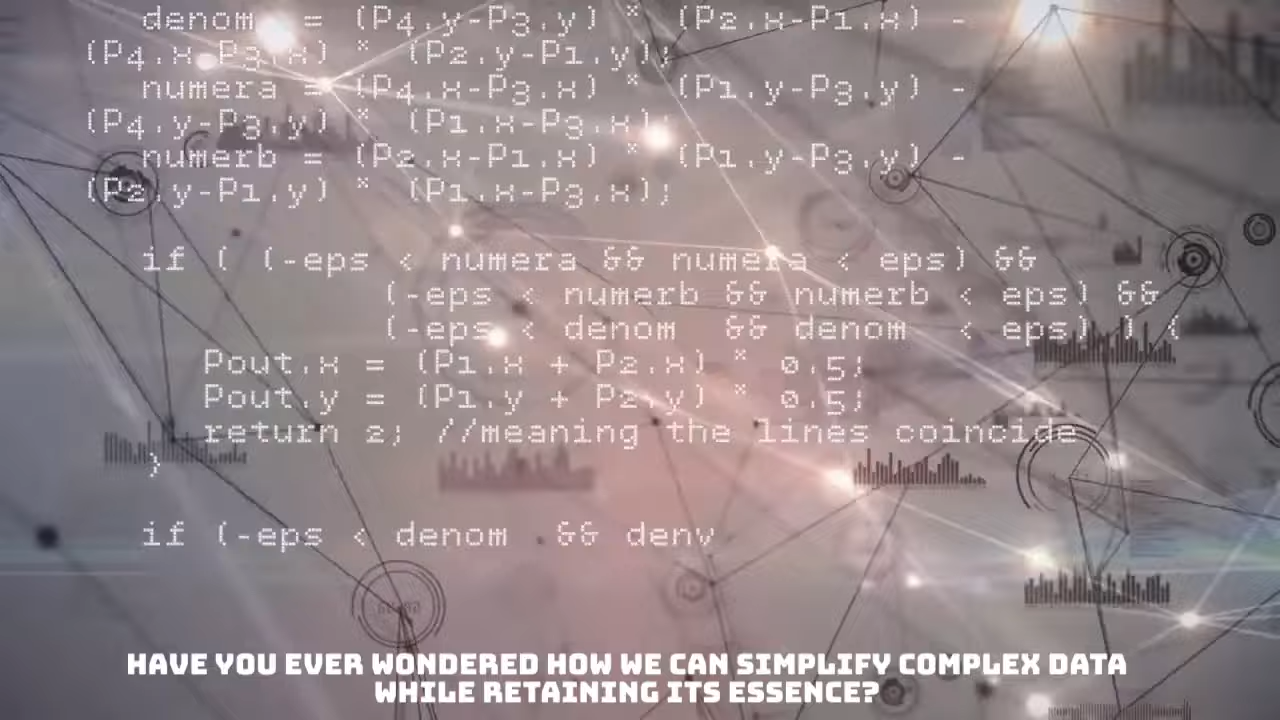 denom = (P4.y-P3.y) * (P2.x-P1.x) -
(P4.x-P3.x) * (P2.y-P1.y);
numera = (P4.x-P3.x) * (P1.y-P3.y) -
(P4.y-P3.y) * (P1.x-P3.x);
numerb = (P2.x-P1.x) * (P1.y-P3.y) -
(P2.y-P1.y) * (P1.x-P3.x);
if ( (-eps < numera && numera < eps) &&
(-eps < numerb && numerb < eps) &&
(-eps < denom && denom < eps) ) {
Pout.x = (P1.x + P2.x) * 0.5;
Pout.y = (P1.y + P2.y) * 0.5;
return 2; //meaning the lines coincide
}
if (-eps < denom && denv
HAVE YOU EVER WONDERED HOW WE CAN SIMPLIFY COMPLEX DATA
WHILE RETAINING ITS ESSENCE?